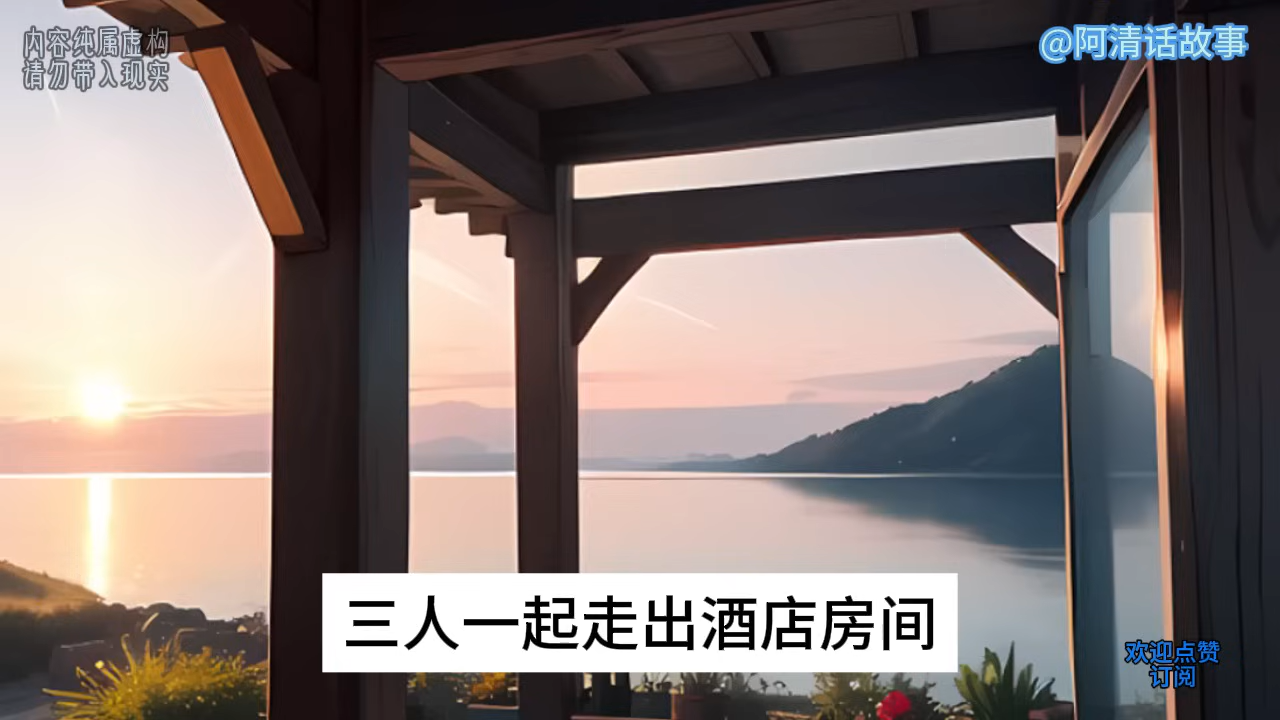 内容纯属虚构
请勿带入现实
@阿清话故事
三人一起走出酒店房间
欢迎点赞
订阅